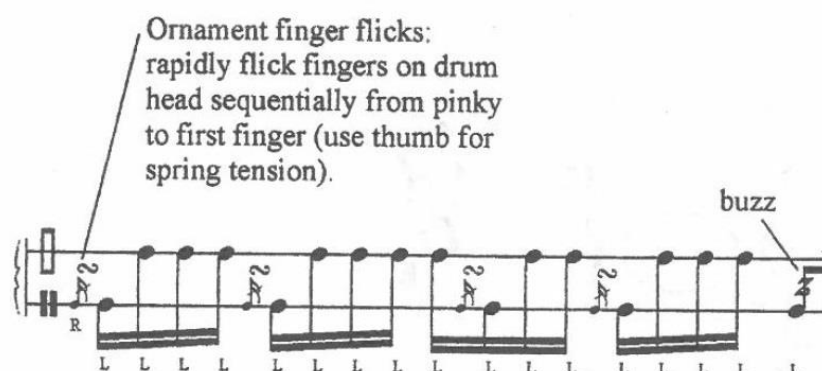 Ornament finger flicks:
rapidly flick fingers on drum
head sequentially from pinky
to first finger (use thumb for
spring tension).
buzz
R
L L L L L L L L L L L L L L L L L